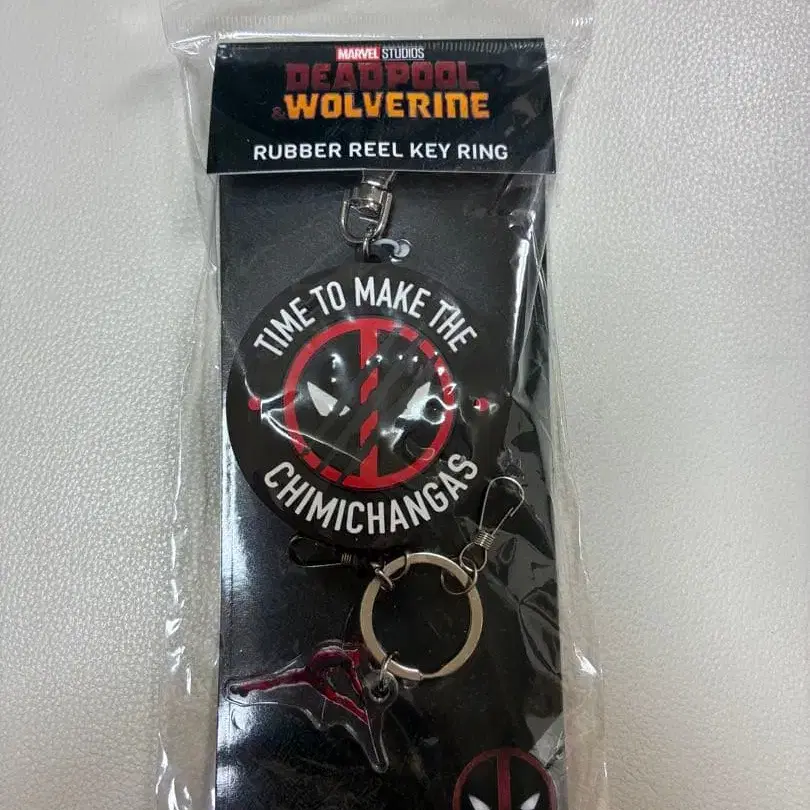 MARVEL STUDIOS
DEADPOOL
& WOLVERINE
RUBBER REEL KEY RING
TIME TO MAKE THE
CHIMICHANGAS